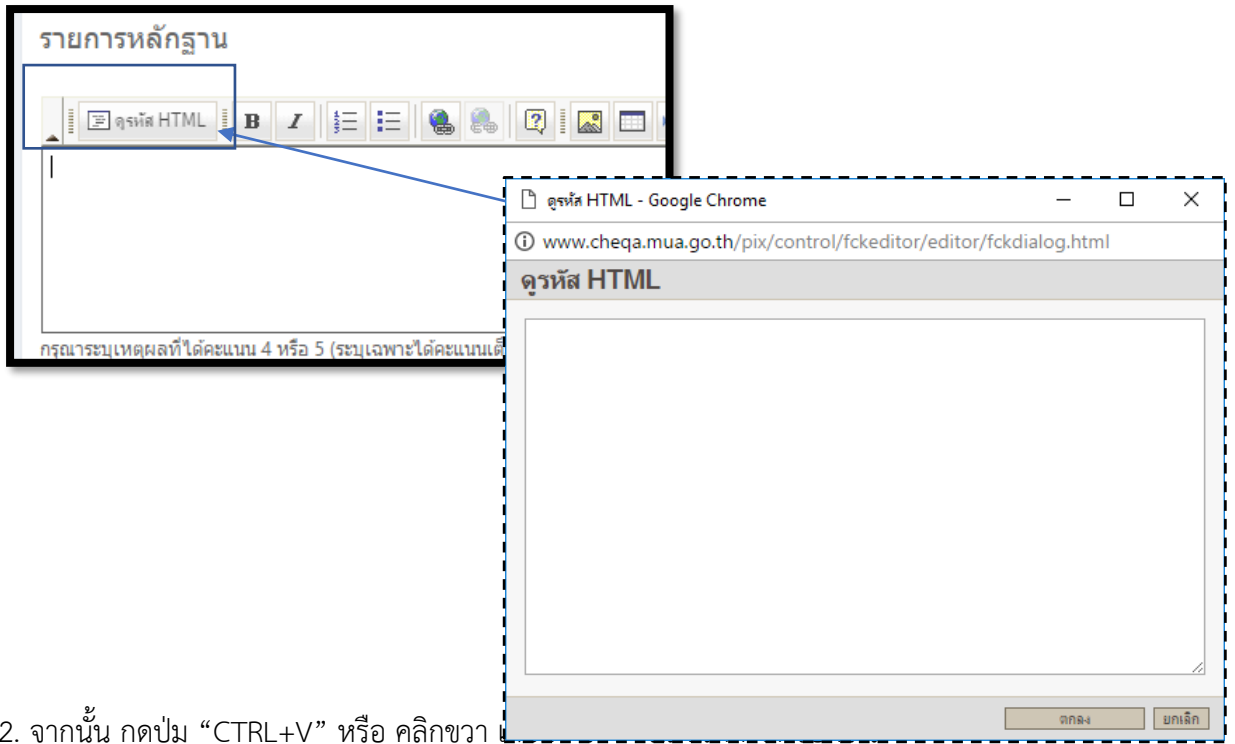 รายการหลักฐาน
ดูรหัส HTML B I
กรุณาระบุเหตุผลที่ได้คะแนน 4 หรือ 5 (ระบุเฉพาะได้คะแนนเต็
ดูรหัส HTML - Google Chrome
www.cheqa.mua.go.th/pix/control/fckeditor/editor/fckdialog.html
ดูรหัส HTML
ตกลง ยกเลิก
2. จากนั้น กดปุ่ม “CTRL+V” หรือ คลิกขวา